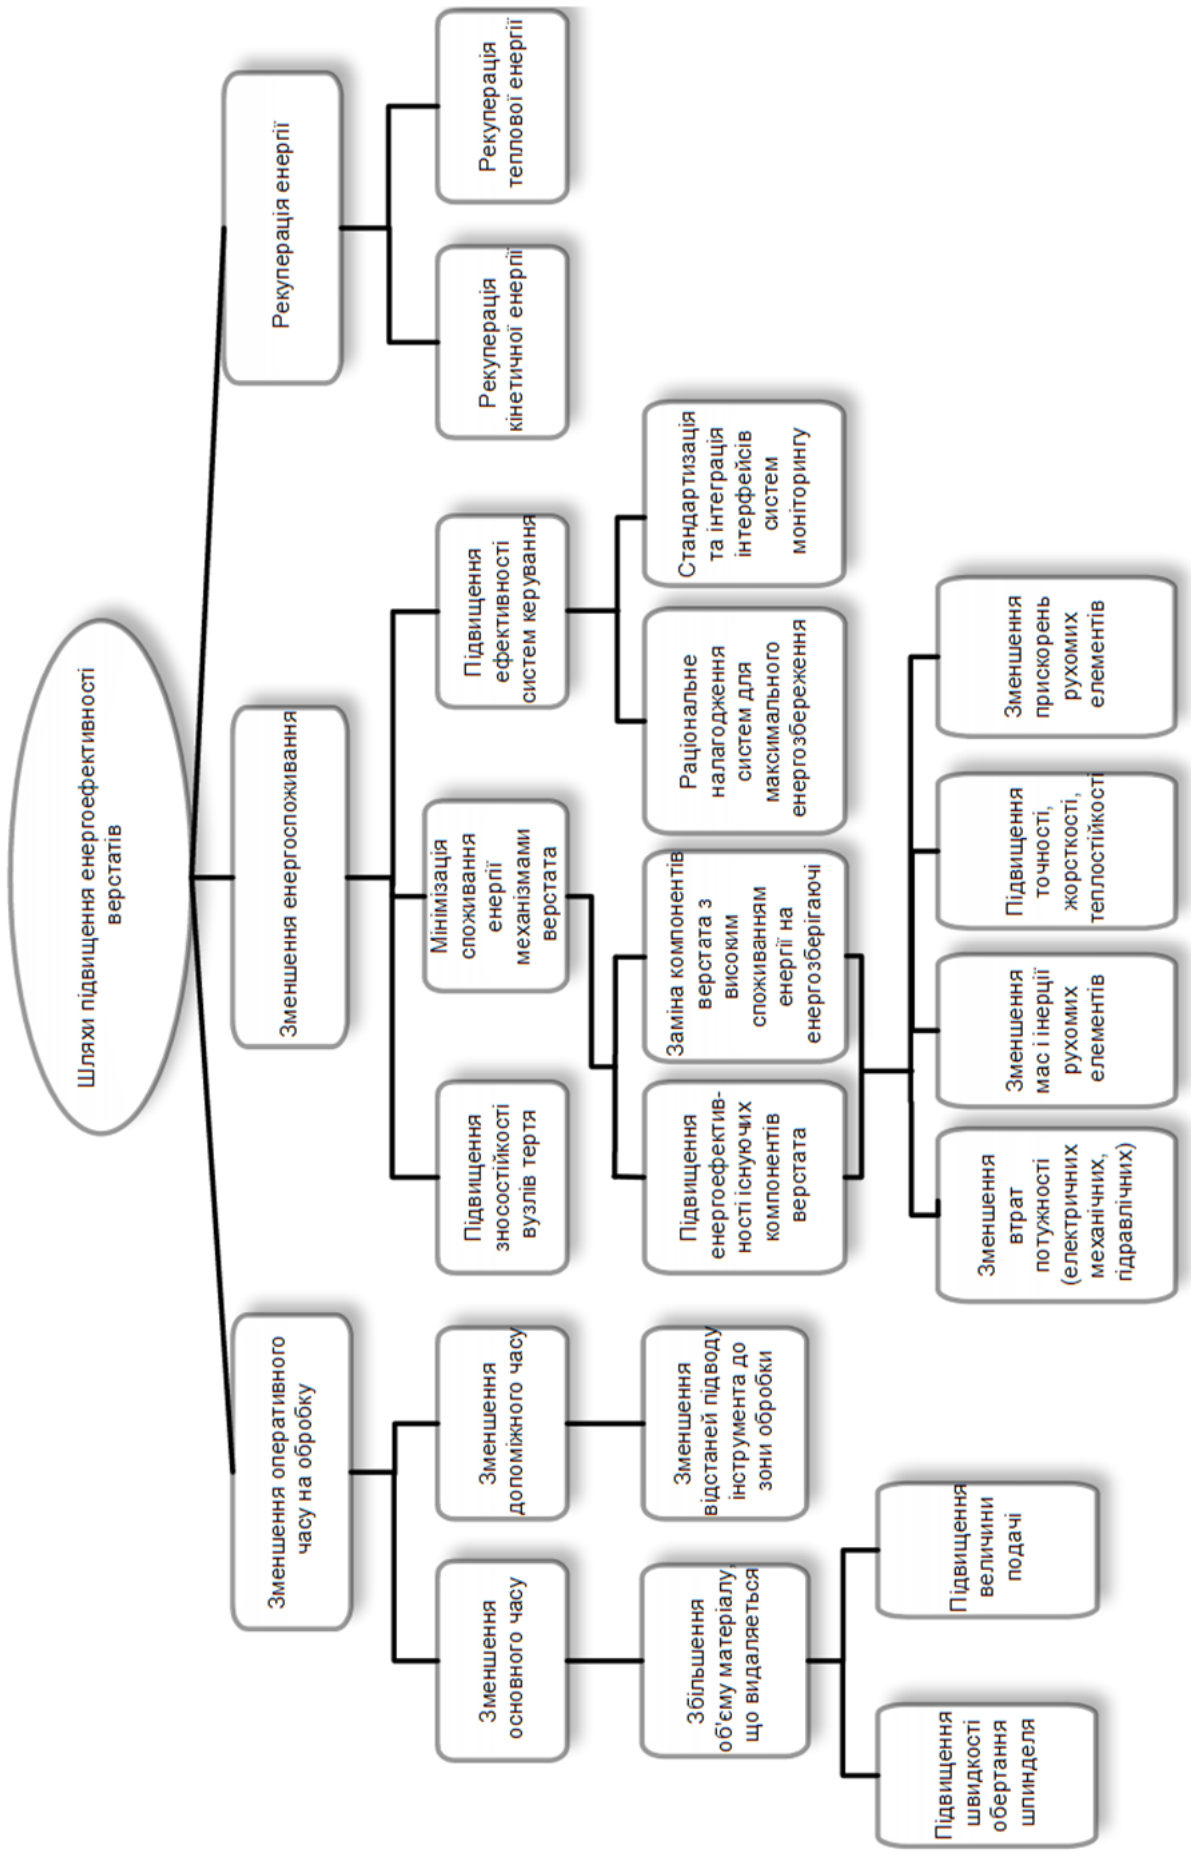 Шляхи підвищення енергоефективності
верстатів
Зменшення оперативного
часу на обробку
Зменшення енергоспоживання
Рекуперація енергії
Зменшення
основного часу
Зменшення
допоміжного часу
Підвищення
зносостійкості
вузлів тертя
Мінімізація
споживання
енергії
механізмами
верстата
Підвищення
ефективності
систем керування
Рекуперація
кінетичної енергії
Рекуперація
теплової енергії
Збільшення
об'єму матеріалу,
що видаляється
Зменшення
відстаней підводу
інструмента до
зони обробки
Підвищення
енергоефектив-
ності існуючих
компонентів
верстата
Заміна компонентів
верстата з
високим
споживанням
енергії на
енергозберігаючі
Раціональне
налагодження
систем для
максимального
енергозбереження
Стандартизація
та інтеграція
інтерфейсів
систем
моніторингу
Підвищення
швидкості
обертання
шпинделя
Підвищення
величини
подачі
Зменшення
втрат
потужності
(електричних
механічних,
гідравлічних)
Зменшення
мас і інерції
рухомих
елементів
Підвищення
точності,
жорсткості,
теплостійкості
Зменшення
прискорень
рухомих
елементів